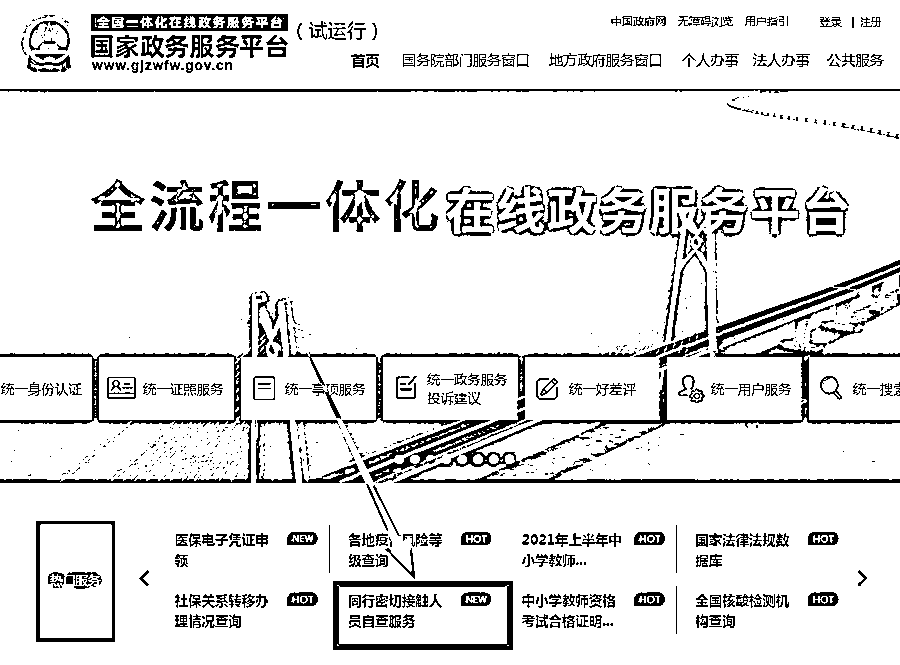 全国一体化在线政务服务平台
国家政务服务平台
（试运行）
www.gjzwfw.gov.cn
中国政府网 无障碍浏览 用户指引 登录 | 注册
首页 国务院部门服务窗口 地方政府服务窗口 个人办事 法人办事 公共服务
全流程一体化在线政务服务平台
统一身份认证
统一证照服务
统一事项服务
统一政务服务
投诉建议
统一好差评
统一用户服务
统一搜索
热门服务
医保电子凭证申 NEW
领
各地疫情风险等 HOT
级查询
2021年上半年中 HOT
小学教师...
国家法律法规数 HOT
据库
社保关系转移办 HOT
理情况查询
同行密切接触人 NEW
员自查服务
中小学教师资格 HOT
考试合格证明...
全国核酸检测机 HOT
构查询